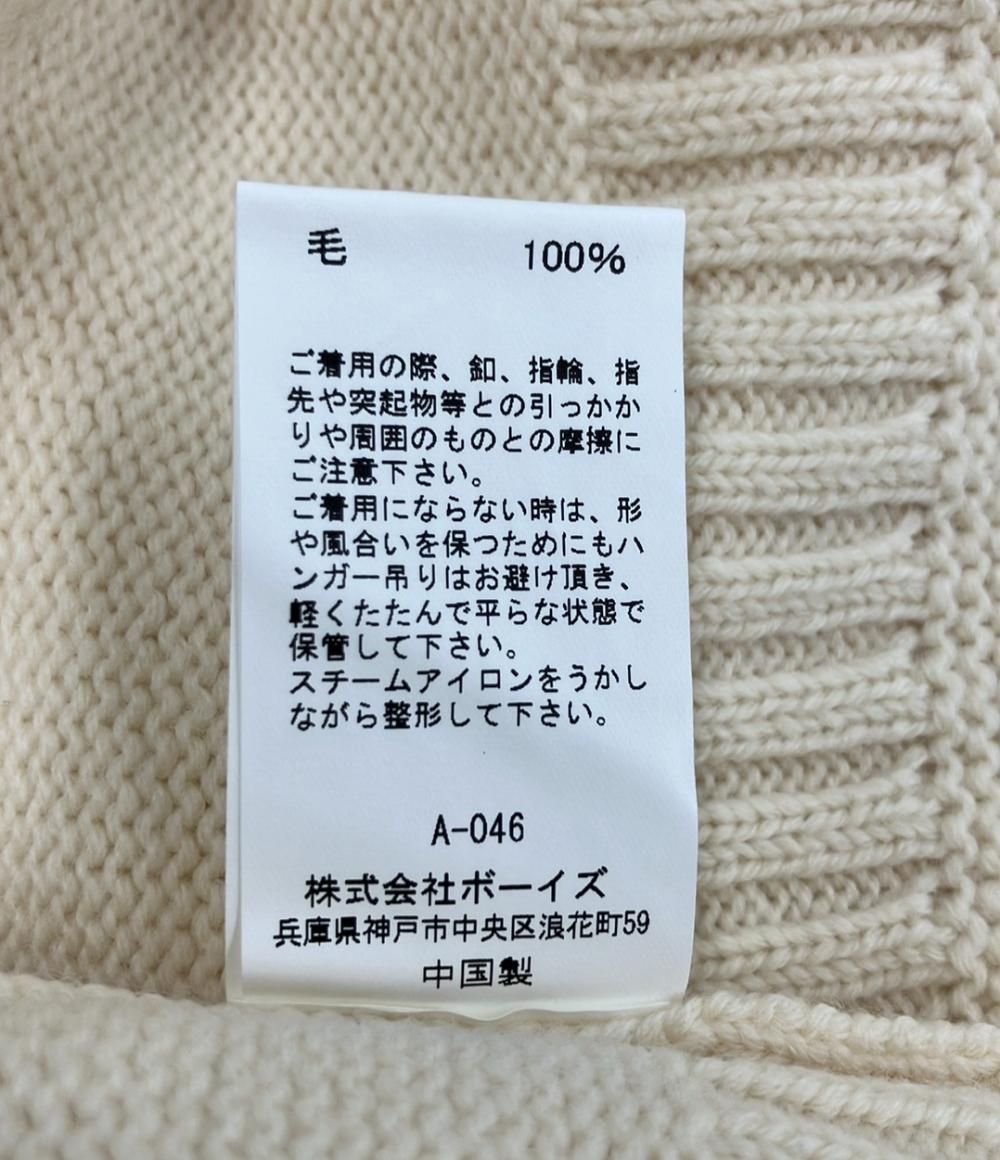 毛 100%
ご着用の際、釦、指輪、指
先や突起物等との引っかか
りや周囲のものとの摩擦に
ご注意下さい。
ご着用にならない時は、形
や風合いを保つためにもハ
ンガー吊りはお避け頂き、
軽くたたんで平らな状態で
保管して下さい。
スチームアイロンをうかし
ながら整形して下さい。
A-046
株式会社ボーイズ
兵庫県神戸市中央区浪花町59
中国製